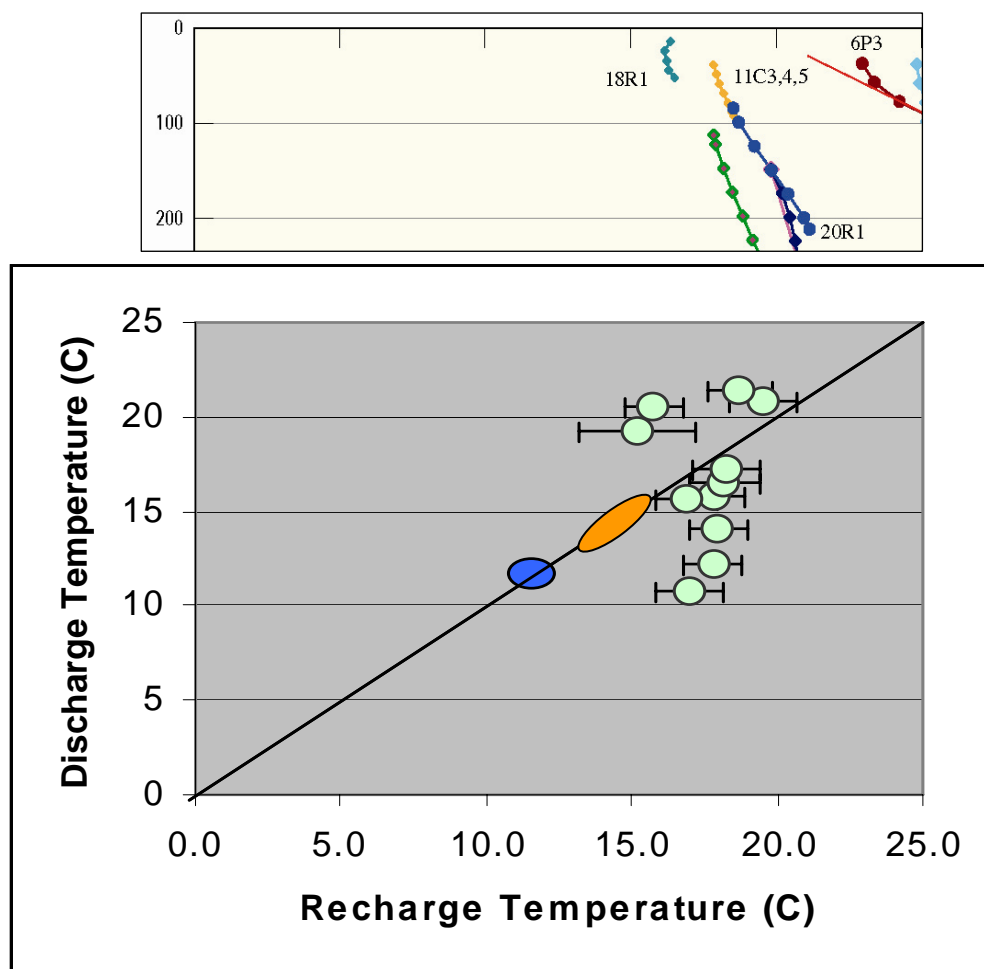 0
6P3
18R1
11C3,4,5
100
200
20R1
25
20
15
10
5
0
0.0 5.0 10.0 15.0 20.0 25.0
Discharge Temperature (C)
Recharge Temperature (C)